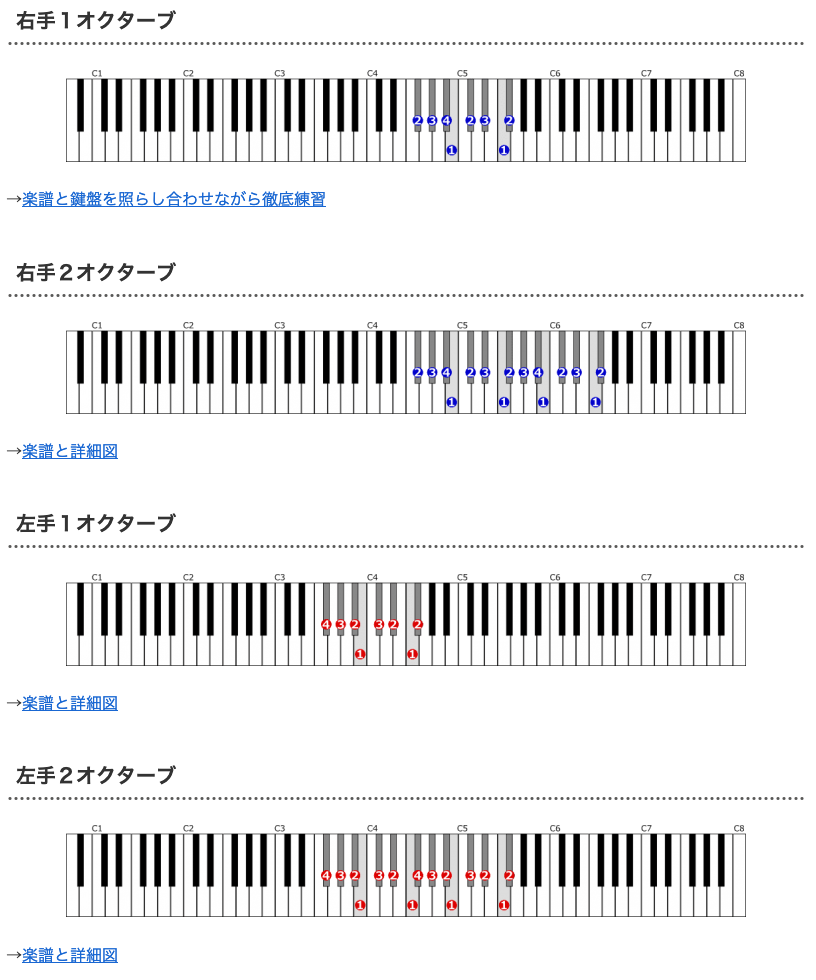 右手１オクターブ
C1 C2 C3 C4 C5 C6 C7 C8
2 3 4 2 3 2
1 1
→楽譜と鍵盤を照らし合わせながら徹底練習
右手２オクターブ
C1 C2 C3 C4 C5 C6 C7 C8
2 3 4 2 3 2 3 4 2 3 2
1 1 1 1
→楽譜と詳細図
左手１オクターブ
C1 C2 C3 C4 C5 C6 C7 C8
4 3 2 3 2 2
1 1
→楽譜と詳細図
左手２オクターブ
C1 C2 C3 C4 C5 C6 C7 C8
4 3 2 3 2 4 3 2 3 2 2
1 1 1 1
→楽譜と詳細図